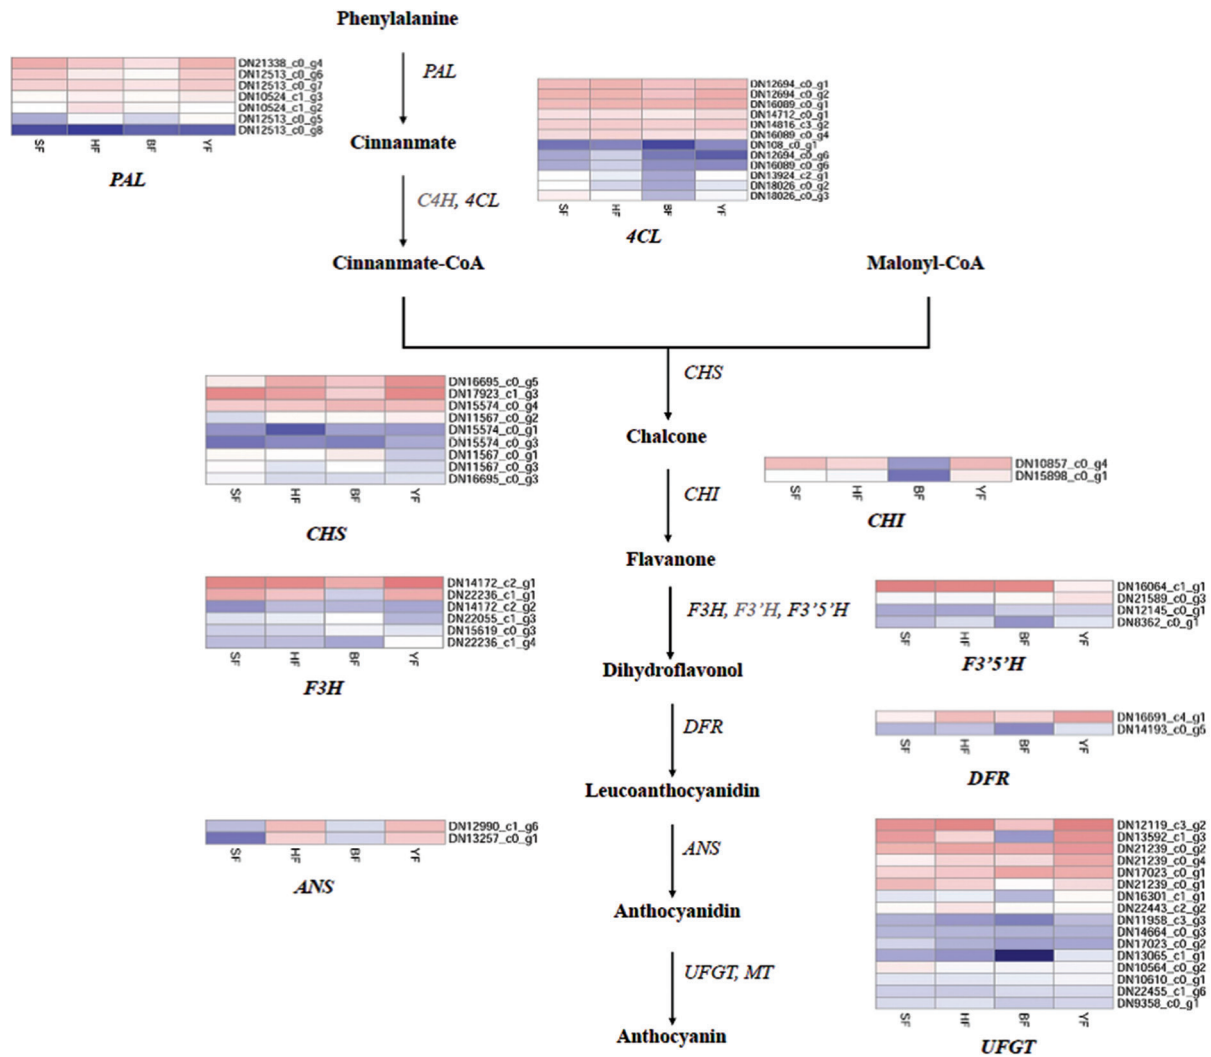 Phenylalanine
PAL
DN21338_c0_g4
DN12513_c0_g6
DN12513_c0_g7
DN10524_c1_g3
DN10524_c1_g2
DN12513_c0_g5
DN12513_c0_g8
SF HF BF YF
PAL
DN12694_c0_g1
DN12694_c0_g2
DN16089_c0_g1
DN14712_c0_g1
DN14816_c3_g2
DN16089_c0_g4
DN108_c0_g1
DN12694_c0_g6
DN16089_c0_g6
DN13924_c2_g1
DN18026_c0_g2
DN18026_c0_g3
SF HF BF YF
4CL
Cinnanmate
C4H, 4CL
Cinnanmate-CoA
Malonyl-CoA
CHS
DN16695_c0_g5
DN17923_c1_g3
DN15574_c0_g4
DN11567_c0_g2
DN15574_c0_g1
DN15574_c0_g3
DN11567_c0_g1
DN11567_c0_g3
DN16695_c0_g3
SF HF BF YF
CHS
Chalcone
CHI
DN10857_c0_g4
DN15898_c0_g1
SF HF BF YF
CHI
Flavanone
F3H, F3’H, F3’5’H
DN14172_c2_g1
DN22236_c1_g1
DN14172_c2_g2
DN22055_c1_g3
DN15619_c0_g3
DN22236_c1_g4
SF HF BF YF
F3H
DN16064_c1_g1
DN21589_c0_g3
DN12145_c0_g1
DN8362_c0_g1
SF HF BF YF
F3’5’H
Dihydroflavonol
DFR
DN16691_c4_g1
DN14193_c0_g5
SF HF BF YF
DFR
Leucoanthocyanidin
ANS
DN12990_c1_g6
DN13257_c0_g1
SF HF BF YF
ANS
Anthocyanidin
UFGT, MT
DN12119_c3_g2
DN13592_c1_g3
DN21239_c0_g2
DN21239_c0_g4
DN17023_c0_g1
DN21239_c0_g1
DN16301_c1_g1
DN22443_c2_g2
DN11958_c3_g3
DN14664_c0_g3
DN17023_c0_g2
DN13065_c1_g1
DN10564_c0_g2
DN10610_c0_g1
DN22455_c1_g6
DN9358_c0_g1
SF HF BF YF
UFGT
Anthocyanin